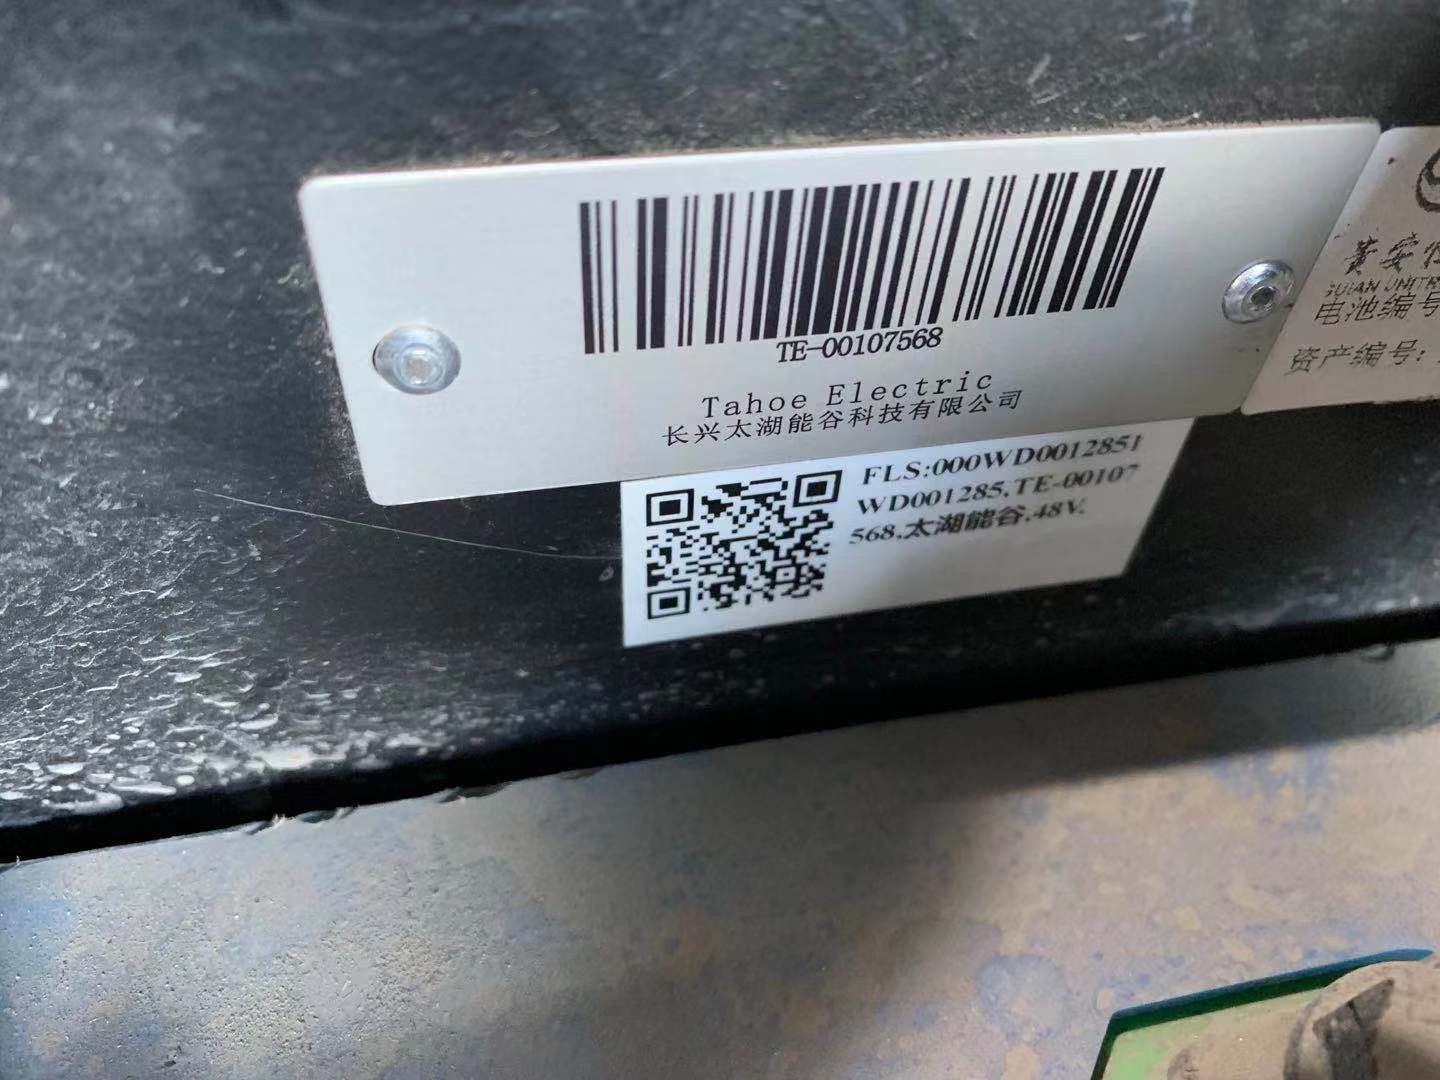 TE-00107568
Tahoe Electric
长兴太湖能谷科技有限公司
FLS:000WD0012851
WD001285,TE-00107
568,太湖能谷,48V,
电池编号
资产编号: